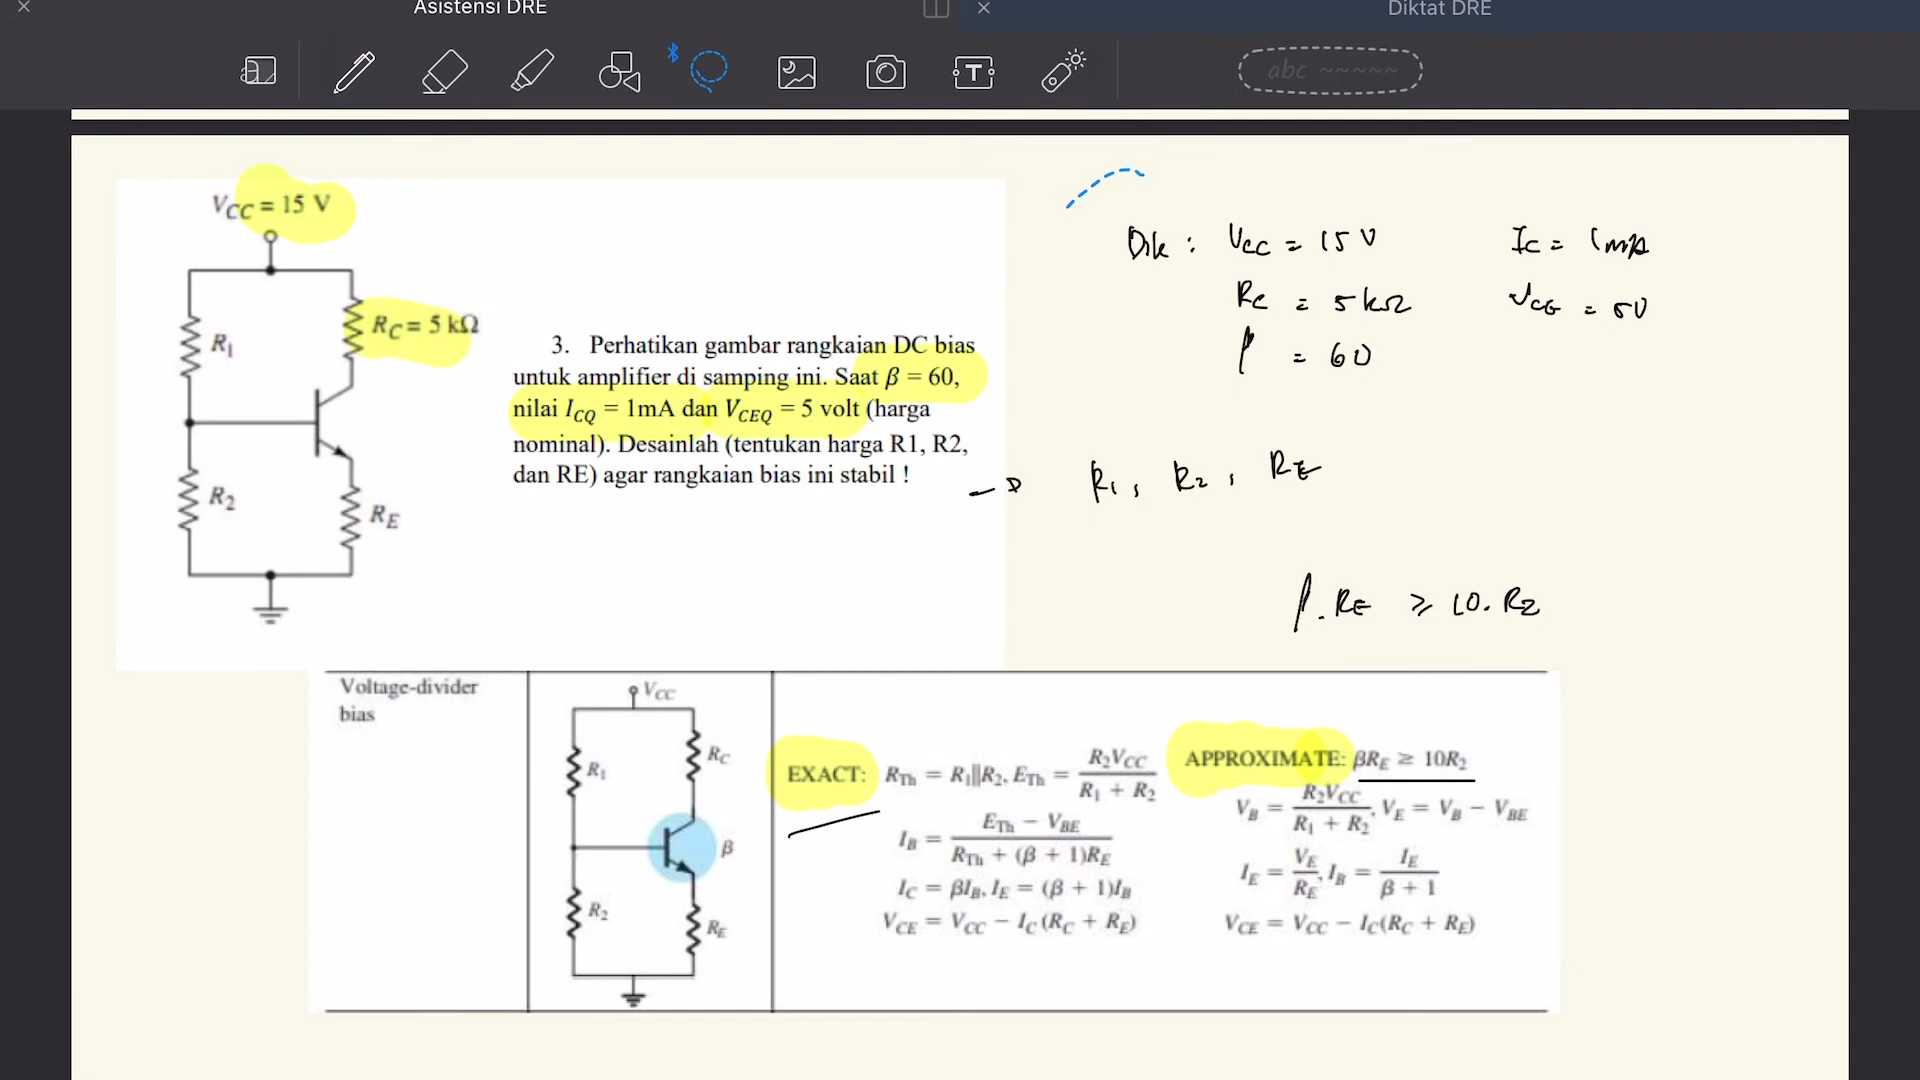 Asistensi DRE
Diktat DRE
abc
VCC = 15 V
RC = 5 kΩ
R1
R2
RE
3. Perhatikan gambar rangkaian DC bias
untuk amplifier di samping ini. Saat β = 60,
nilai ICQ = 1mA dan VCEQ = 5 volt (harga
nominal). Desainlah (tentukan harga R1, R2,
dan RE) agar rangkaian bias ini stabil !
Dik : VCC = 15 V
IC = 1mA
RC = 5 kΩ
VCE = 5V
β = 60
R1, R2, RE
β . RE ≥ 10. R2
Voltage-divider
bias
VCC
RC
R1
β
R2
RE
EXACT: RTh = R1||R2, ETh = R2VCC / R1 + R2
IB = ETh − VBE / RTh + (β + 1)RE
IC = βIB, IE = (β + 1)IB
VCE = VCC − IC(RC + RE)
APPROXIMATE: βRE ≥ 10R2
VB = R2VCC / R1 + R2, VE = VB − VBE
IE = VE / RE, IB = IE / β + 1
VCE = VCC − IC(RC + RE)